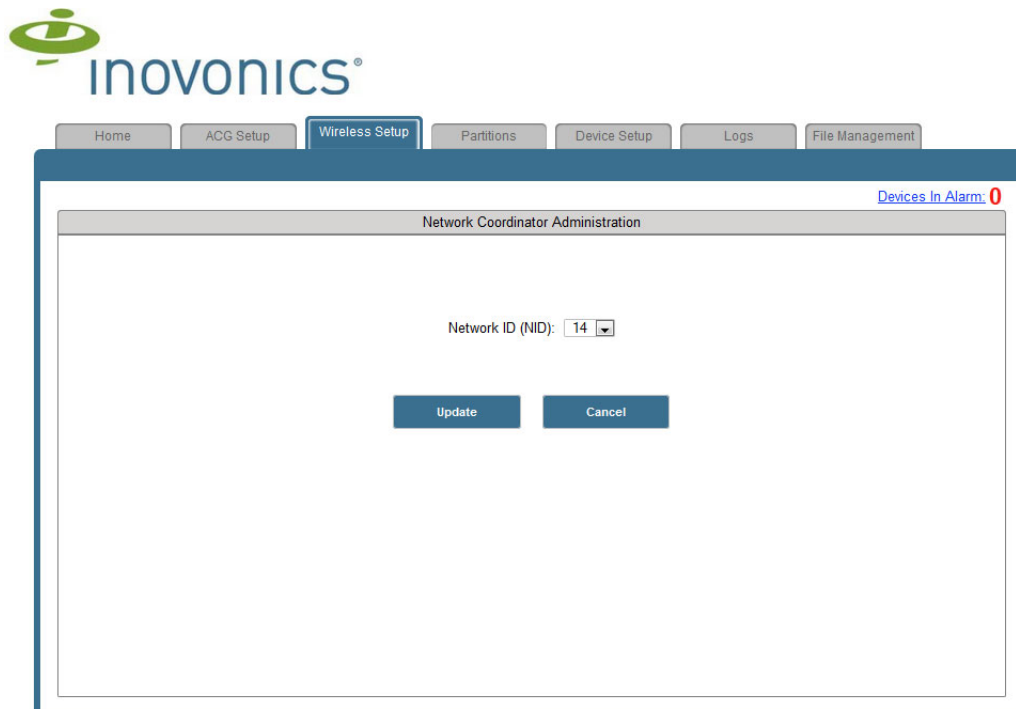 INOVONICS®
Home ACG Setup Wireless Setup Partitions Device Setup Logs File Management
Devices In Alarm: 0
Network Coordinator Administration
Network ID (NID): 14
Update Cancel